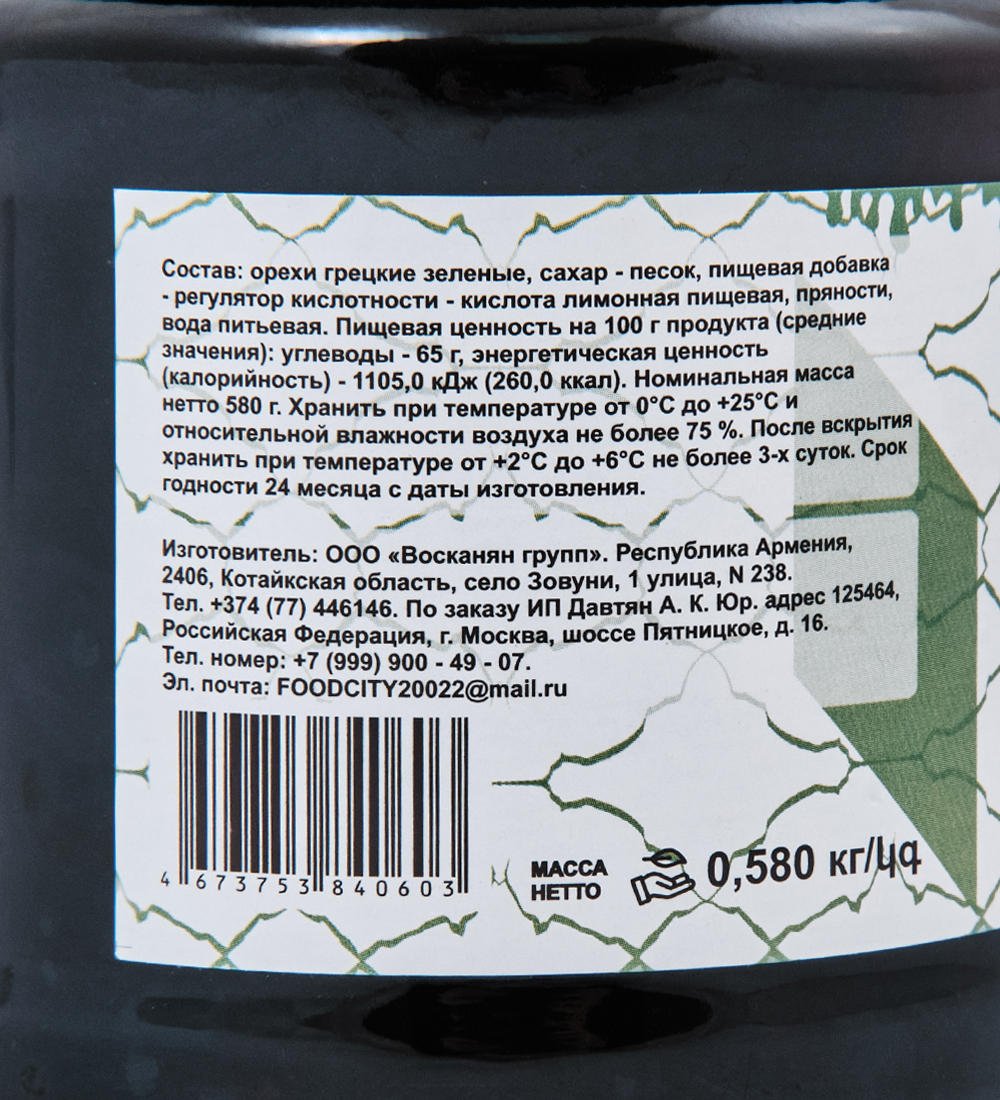 Состав: орехи грецкие зеленые, сахар - песок, пищевая добавка
- регулятор кислотности - кислота лимонная пищевая, пряности,
вода питьевая. Пищевая ценность на 100 г продукта (средние
значения): углеводы - 65 г, энергетическая ценность
(калорийность) - 1105,0 кДж (260,0 ккал). Номинальная масса
нетто 580 г. Хранить при температуре от 0°С до +25°С и
относительной влажности воздуха не более 75 %. После вскрытия
хранить при температуре от +2°С до +6°С не более 3-х суток. Срок
годности 24 месяца с даты изготовления.
Изготовитель: ООО «Восканян групп». Республика Армения,
2406, Котайкская область, село Зовуни, 1 улица, N 238.
Тел. +374 (77) 446146. По заказу ИП Давтян А. К. Юр. адрес 125464,
Российская Федерация, г. Москва, шоссе Пятницкое, д. 16.
Тел. номер: +7 (999) 900 - 49 - 07.
Эл. почта: FOODCITY20022@mail.ru
4 673753 840603
МАССА
НЕТТО
0,580 кг/կգ